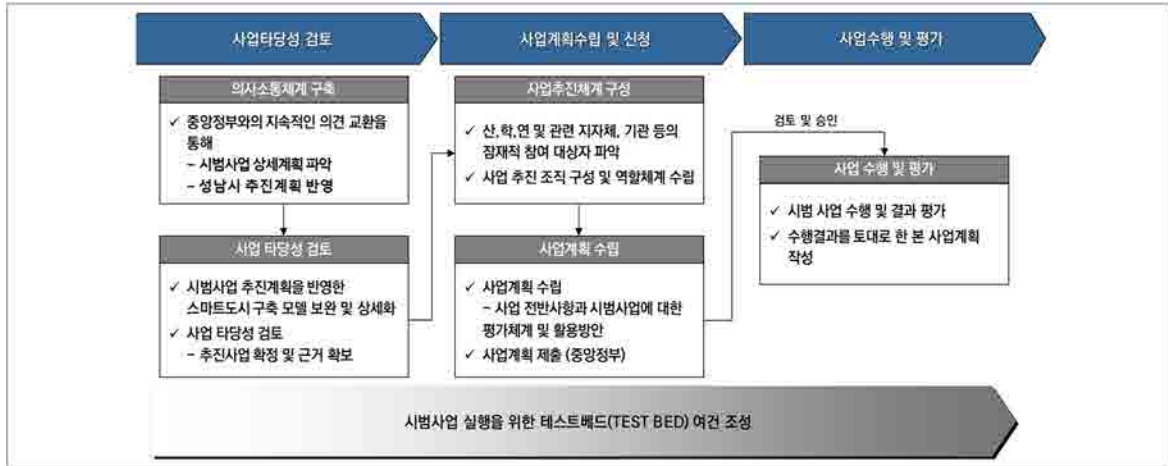 사업타당성 검토
사업계획수립 및 신청
사업수행 및 평가
의사소통체계 구축
✓ 중앙정부와의 지속적인 의견 교환을
통해
– 시범사업 상세계획 파악
– 성남시 추진계획 반영
사업 타당성 검토
✓ 시범사업 추진계획을 반영한
스마트도시 구축 모델 보완 및 상세화
✓ 사업 타당성 검토
– 추진사업 확정 및 근거 확보
사업추진체계 구성
✓ 산,학,연 및 관련 지자체, 기관 등의
잠재적 참여 대상자 파악
✓ 사업 추진 조직 구성 및 역할체계 수립
사업계획 수립
✓ 사업계획 수립
– 사업 전반사항과 시범사업에 대한
평가체계 및 활용방안
✓ 사업계획 제출 (중앙정부)
검토 및 승인
사업 수행 및 평가
✓ 시범 사업 수행 및 결과 평가
✓ 수행결과를 토대로 한 본 사업계획
작성
시범사업 실행을 위한 테스트베드(TEST BED) 여건 조성